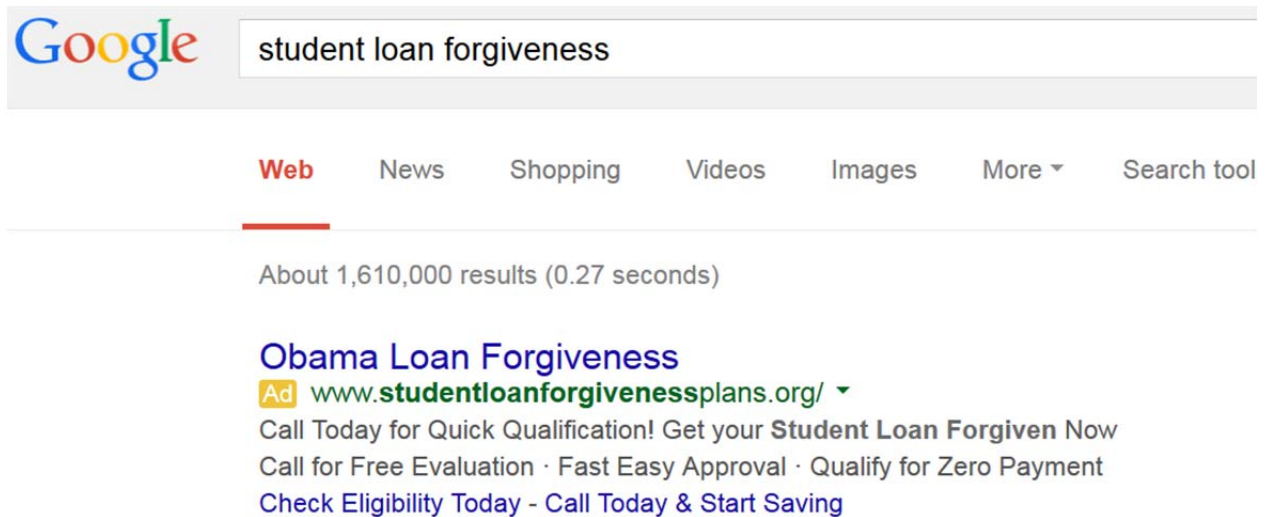 Google student loan forgiveness
Web News Shopping Videos Images More Search tool
About 1,610,000 results (0.27 seconds)
Obama Loan Forgiveness
Ad www.studentloanforgivenessplans.org/
Call Today for Quick Qualification! Get your Student Loan Forgiven Now
Call for Free Evaluation · Fast Easy Approval · Qualify for Zero Payment
Check Eligibility Today - Call Today & Start Saving